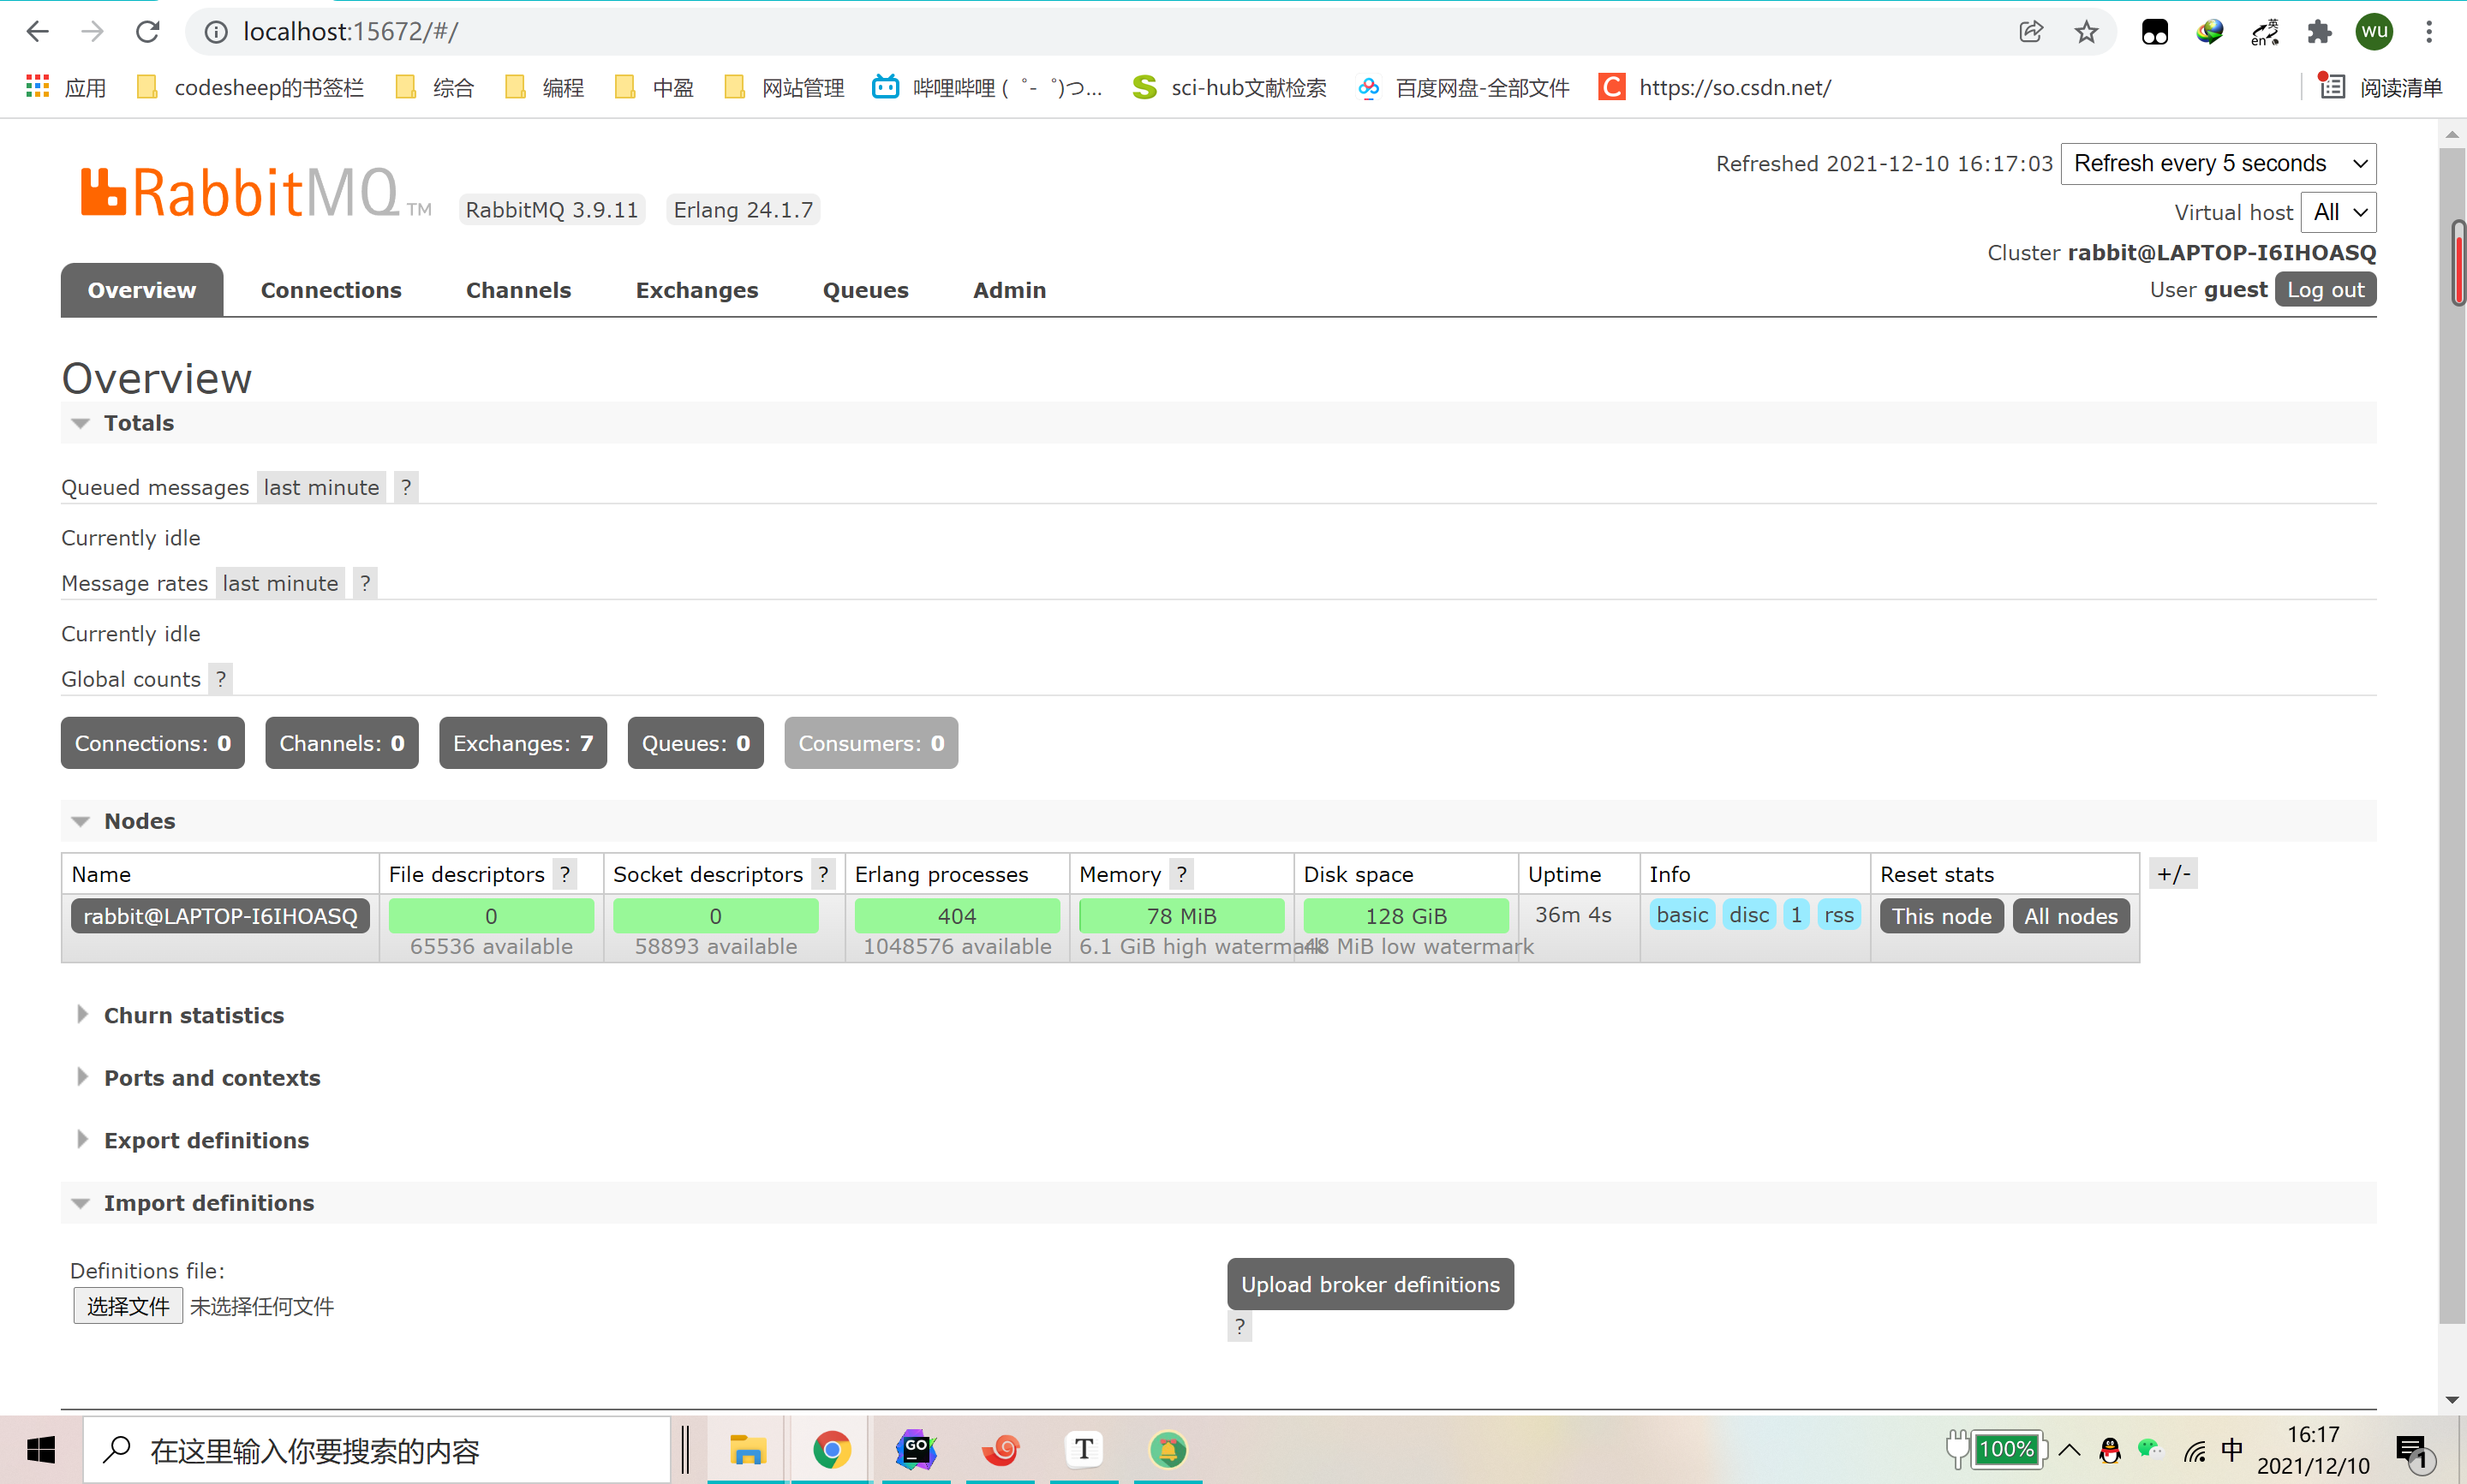 localhost:15672/#/
wu
应用 codesheep的书签栏 综合 编程 中盈 网站管理 哔哩哔哩 (゜-゜)つ... sci-hub文献检索 百度网盘-全部文件 https://so.csdn.net/ 阅读清单
RabbitMQ TM RabbitMQ 3.9.11 Erlang 24.1.7
Refreshed 2021-12-10 16:17:03 Refresh every 5 seconds
Virtual host All
Cluster rabbit@LAPTOP-I6IHOASQ
User guest Log out
Overview Connections Channels Exchanges Queues Admin
Overview
Totals
Queued messages last minute ?
Currently idle
Message rates last minute ?
Currently idle
Global counts ?
Connections: 0 Channels: 0 Exchanges: 7 Queues: 0 Consumers: 0
Nodes
Name File descriptors ? Socket descriptors ? Erlang processes Memory ? Disk space Uptime Info Reset stats +/-
rabbit@LAPTOP-I6IHOASQ 0 0 404 78 MiB 128 GiB 36m 4s basic disc 1 rss This node All nodes
65536 available 58893 available 1048576 available 6.1 GiB high watermark 48 MiB low watermark
Churn statistics
Ports and contexts
Export definitions
Import definitions
Definitions file:
选择文件 未选择任何文件
Upload broker definitions
?
在这里输入你要搜索的内容
GO
T
100%
中
16:17
2021/12/10
1